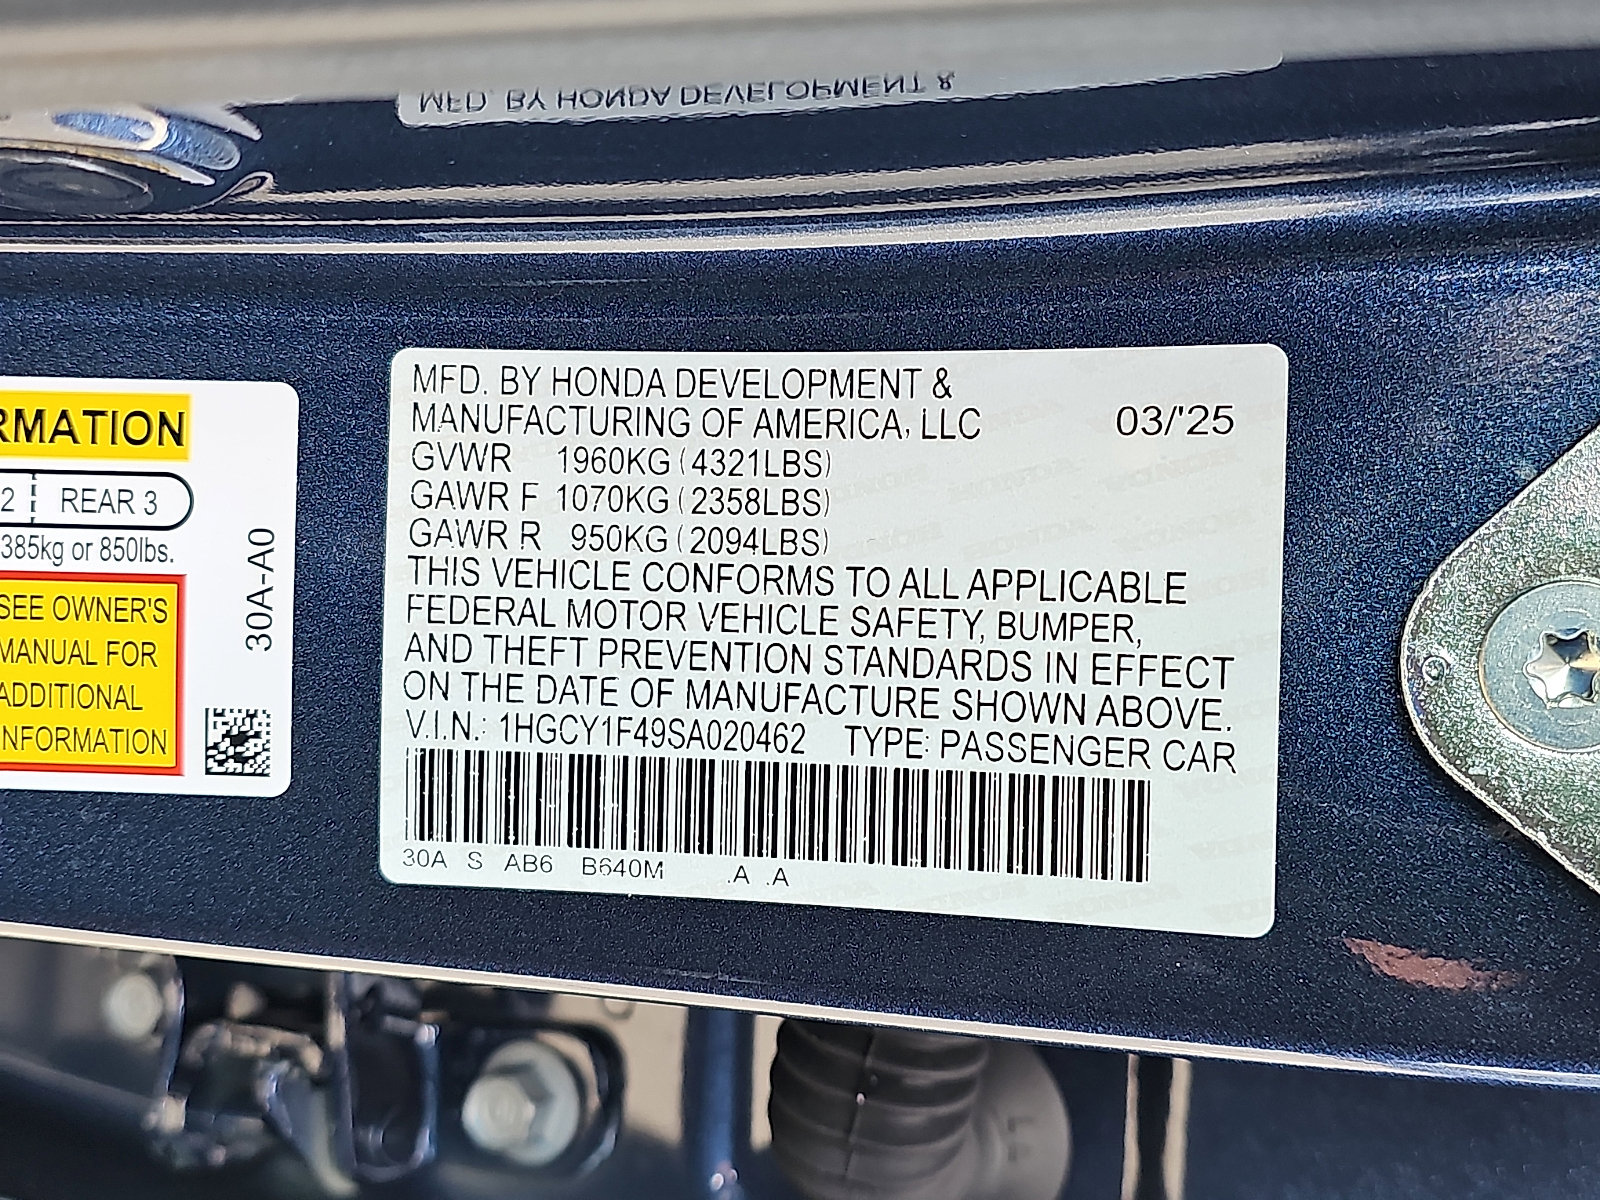 MFD. BY HONDA DEVELOPMENT &
RMATION
2 REAR 3
385kg or 850lbs.
SEE OWNER'S
MANUAL FOR
ADDITIONAL
INFORMATION
30A-A0
MFD. BY HONDA DEVELOPMENT &
MANUFACTURING OF AMERICA, LLC 03/'25
GVWR 1960KG (4321LBS)
GAWR F 1070KG (2358LBS)
GAWR R 950KG (2094LBS)
THIS VEHICLE CONFORMS TO ALL APPLICABLE
FEDERAL MOTOR VEHICLE SAFETY, BUMPER,
AND THEFT PREVENTION STANDARDS IN EFFECT
ON THE DATE OF MANUFACTURE SHOWN ABOVE.
V.I.N.: 1HGCY1F49SA020462 TYPE: PASSENGER CAR
30A S AB6 B640M .A .A